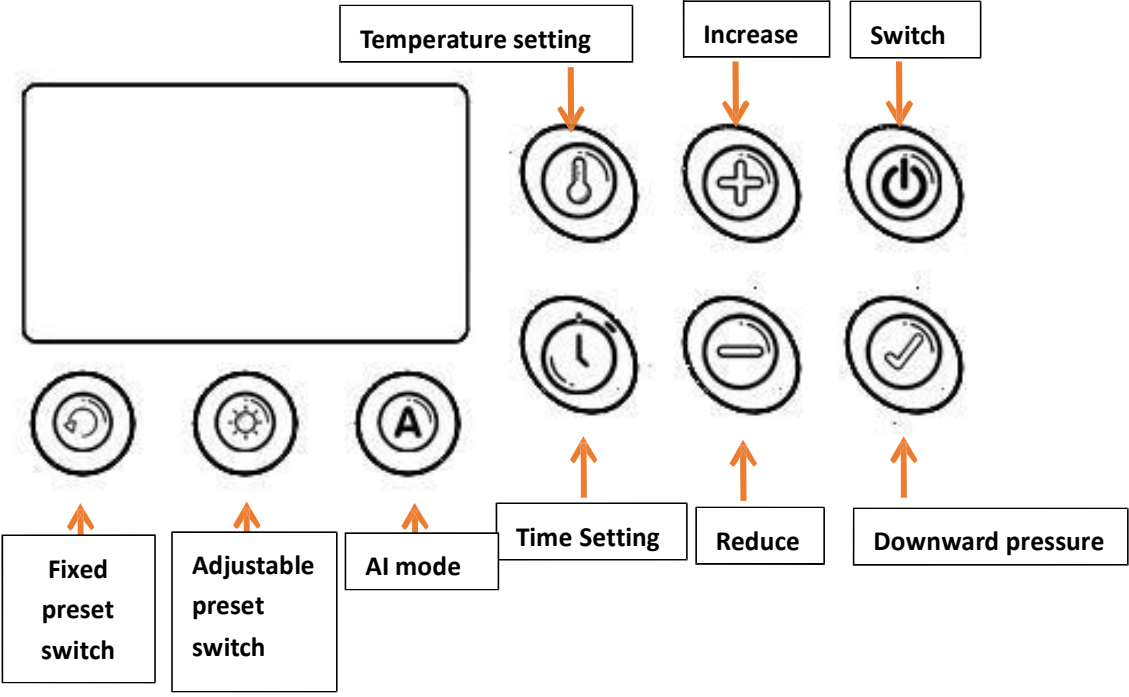 Temperature setting
Increase
Switch
A
Fixed
preset
switch
Adjustable
preset
switch
AI mode
Time Setting
Reduce
Downward pressure